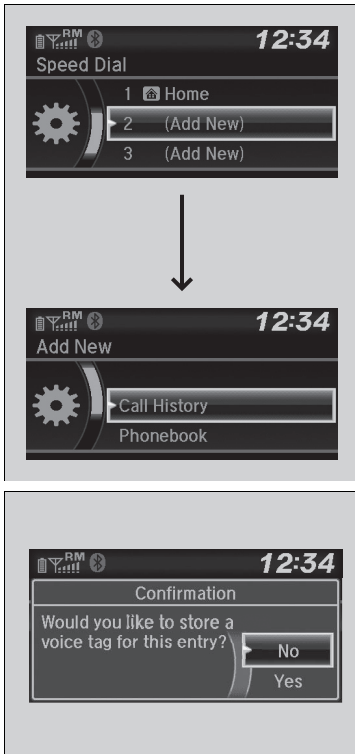 RM 12:34
Speed Dial
1 Home
2 (Add New)
3 (Add New)
RM 12:34
Add New
Call History
Phonebook
RM 12:34
Confirmation
Would you like to store a
voice tag for this entry?
No
Yes